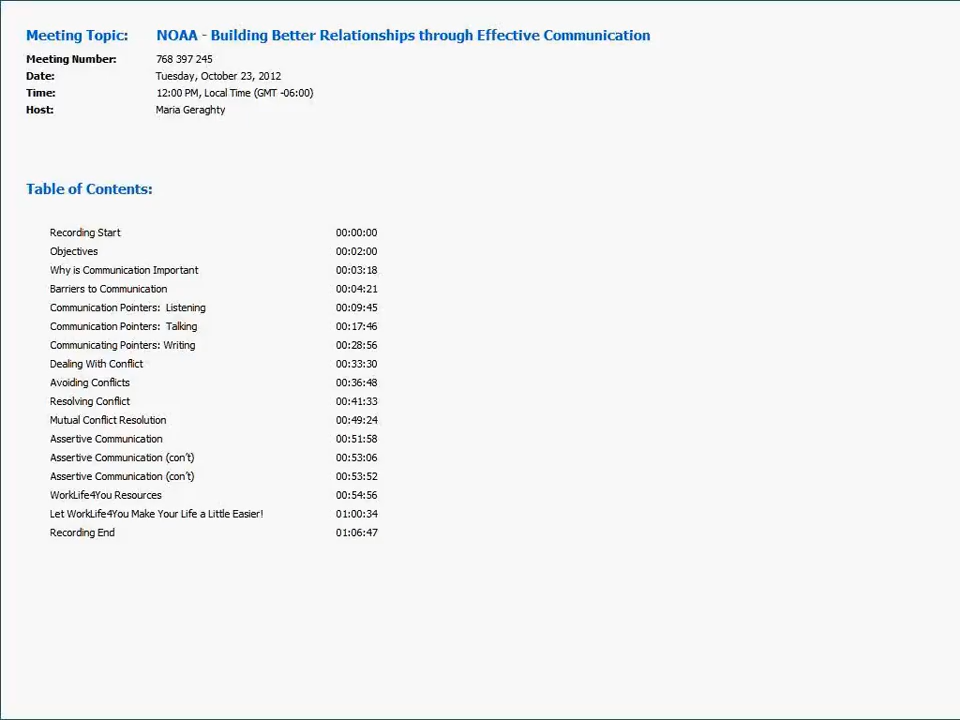 Meeting Topic: NOAA - Building Better Relationships through Effective Communication
Meeting Number: 768 397 245
Date: Tuesday, October 23, 2012
Time: 12:00 PM, Local Time (GMT -06:00)
Host: Maria Geraghty
Table of Contents:
Recording Start 00:00:00
Objectives 00:02:00
Why is Communication Important 00:03:18
Barriers to Communication 00:04:21
Communication Pointers:  Listening 00:09:45
Communication Pointers:  Talking 00:17:46
Communicating Pointers: Writing 00:28:56
Dealing With Conflict 00:33:30
Avoiding Conflicts 00:36:48
Resolving Conflict 00:41:33
Mutual Conflict Resolution 00:49:24
Assertive Communication 00:51:58
Assertive Communication (con't) 00:53:06
Assertive Communication (con't) 00:53:52
WorkLife4You Resources 00:54:56
Let WorkLife4You Make Your Life a Little Easier! 01:00:34
Recording End 01:06:47